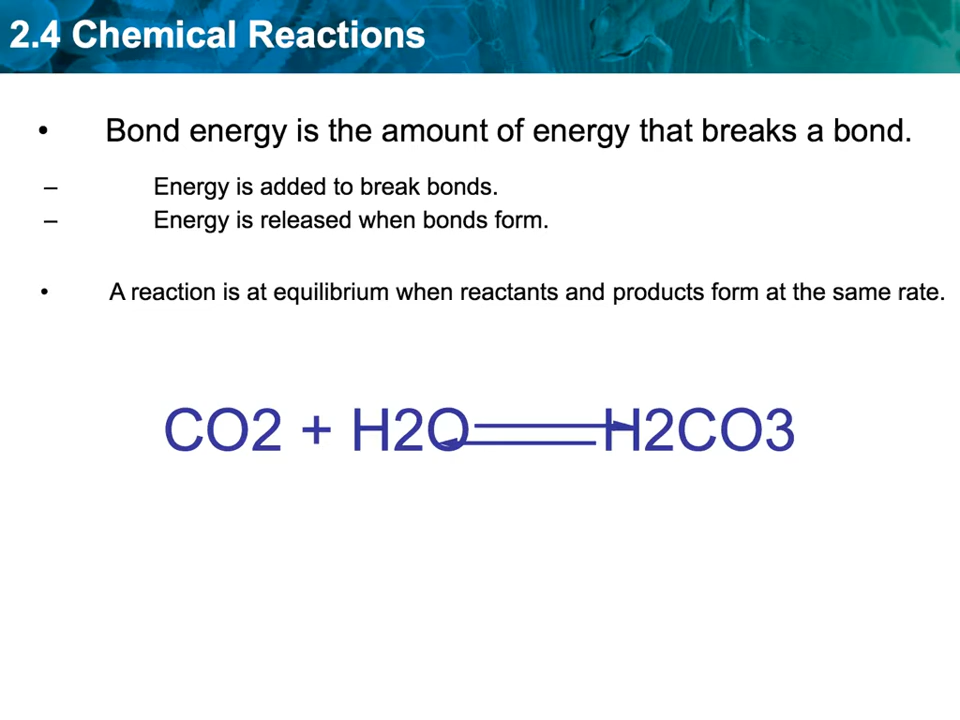 2.4 Chemical Reactions
• Bond energy is the amount of energy that breaks a bond.
– Energy is added to break bonds.
– Energy is released when bonds form.
• A reaction is at equilibrium when reactants and products form at the same rate.
CO2 + H2O ⇌ H2CO3